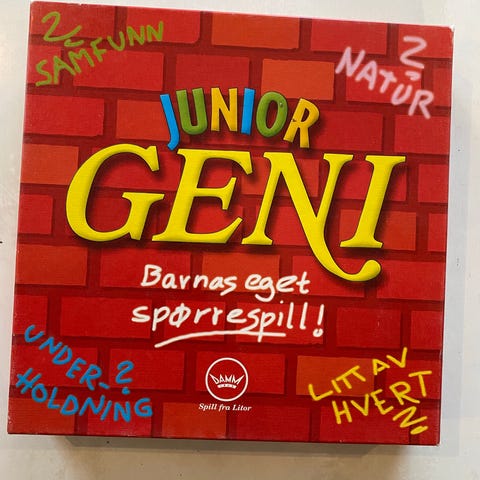 ?
SAMFUNN
?
NATUR
JUNIOR
GENI
Barnas eget
spørrespill!
UNDER-?
HOLDNING
LITT AV
HVERT
?
DAMM
Spill fra Litor